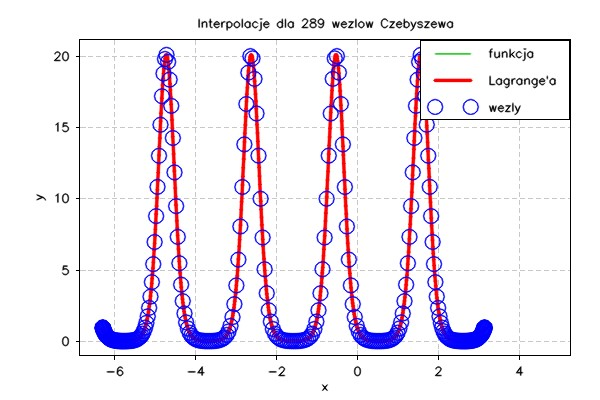 Interpolacje dla 289 wezlow Czebyszewa
funkcja
Lagrange'a
wezly
20
15
10
5
0
y
−6 −4 −2 0 2 4
x